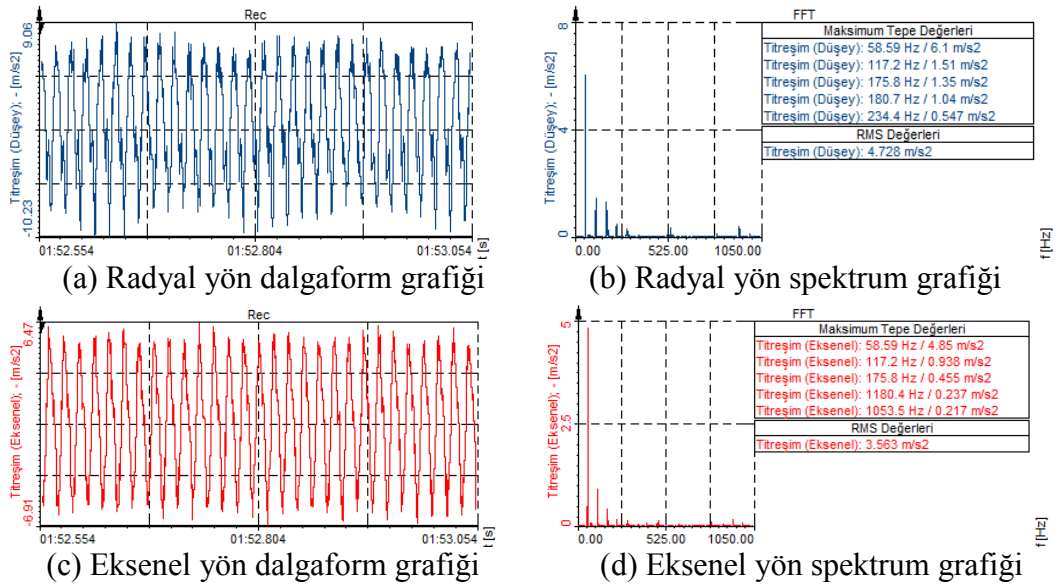 Rec
9.06
Titreşim (Düşey); - [m/s2]
-10.23
01:52.554
01:52.804
01:53.054
t [s]
(a) Radyal yön dalgaform grafiği
FFT
8
4
0
Titreşim (Düşey) [m/s2]
0.00
525.00
1050.00
f [Hz]
Maksimum Tepe Değerleri
Titreşim (Düşey): 58.59 Hz / 6.1 m/s2
Titreşim (Düşey): 117.2 Hz / 1.51 m/s2
Titreşim (Düşey): 175.8 Hz / 1.35 m/s2
Titreşim (Düşey): 180.7 Hz / 1.04 m/s2
Titreşim (Düşey): 234.4 Hz / 0.547 m/s2
RMS Değerleri
Titreşim (Düşey): 4.728 m/s2
(b) Radyal yön spektrum grafiği
Rec
6.47
Titreşim (Eksenel); - [m/s2]
-6.91
01:52.554
01:52.804
01:53.054
t [s]
(c) Eksenel yön dalgaform grafiği
FFT
5
2.5
0
Titreşim (Eksenel) [m/s2]
0.00
525.00
1050.00
f [Hz]
Maksimum Tepe Değerleri
Titreşim (Eksenel): 58.59 Hz / 4.85 m/s2
Titreşim (Eksenel): 117.2 Hz / 0.938 m/s2
Titreşim (Eksenel): 175.8 Hz / 0.455 m/s2
Titreşim (Eksenel): 1180.4 Hz / 0.237 m/s2
Titreşim (Eksenel): 1053.5 Hz / 0.217 m/s2
RMS Değerleri
Titreşim (Eksenel): 3.563 m/s2
(d) Eksenel yön spektrum grafiği